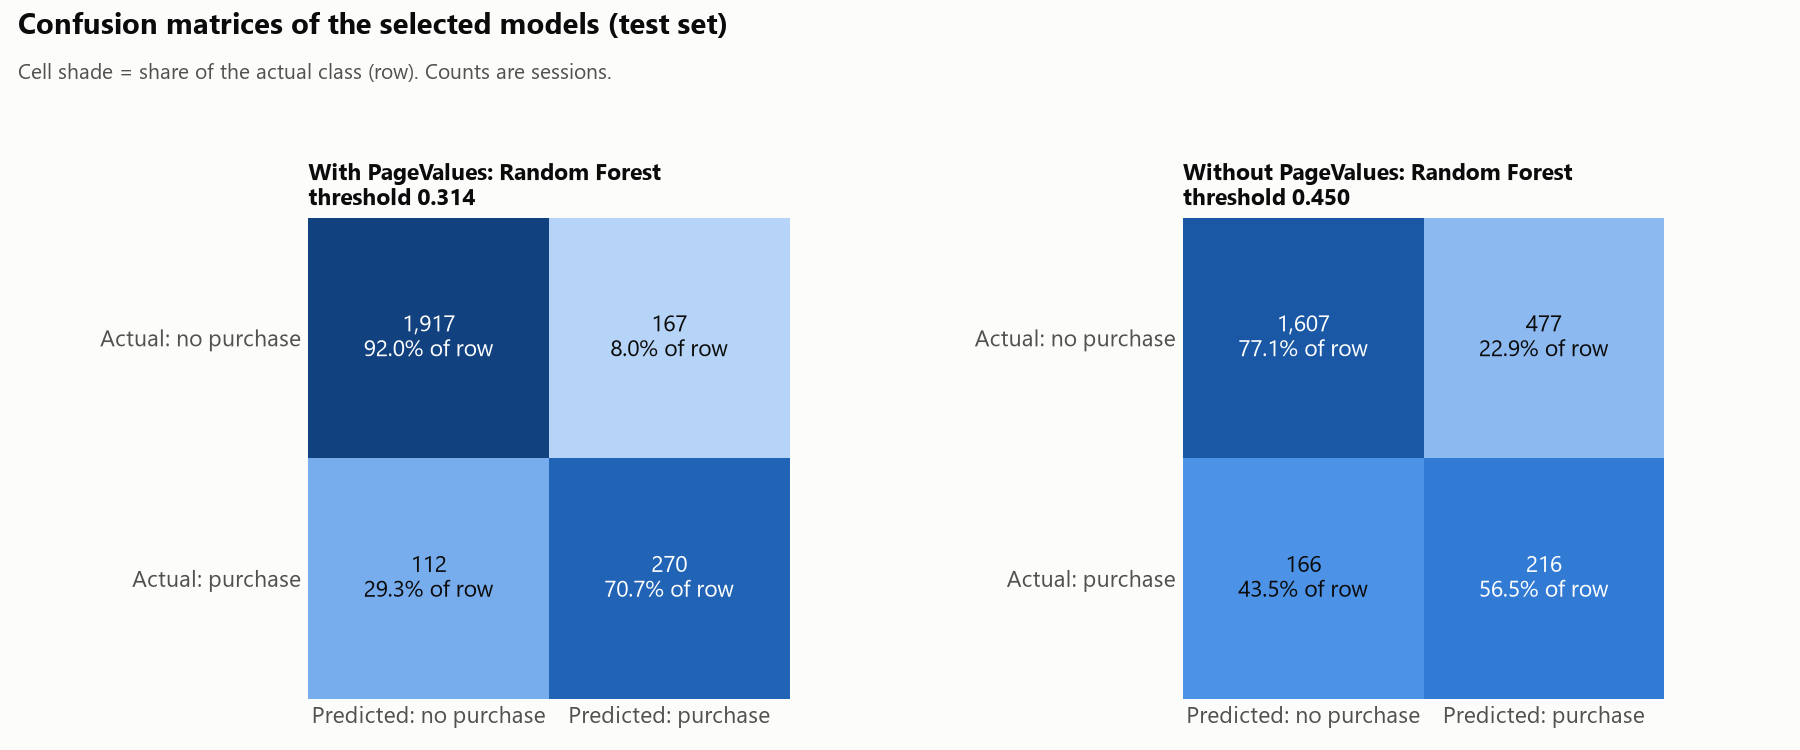 Confusion matrices of the selected models (test set)
Cell shade = share of the actual class (row). Counts are sessions.
With PageValues: Random Forest
threshold 0.314
Actual: no purchase
1,917
92.0% of row
167
8.0% of row
Actual: purchase
112
29.3% of row
270
70.7% of row
Predicted: no purchase
Predicted: purchase
Without PageValues: Random Forest
threshold 0.450
Actual: no purchase
1,607
77.1% of row
477
22.9% of row
Actual: purchase
166
43.5% of row
216
56.5% of row
Predicted: no purchase
Predicted: purchase